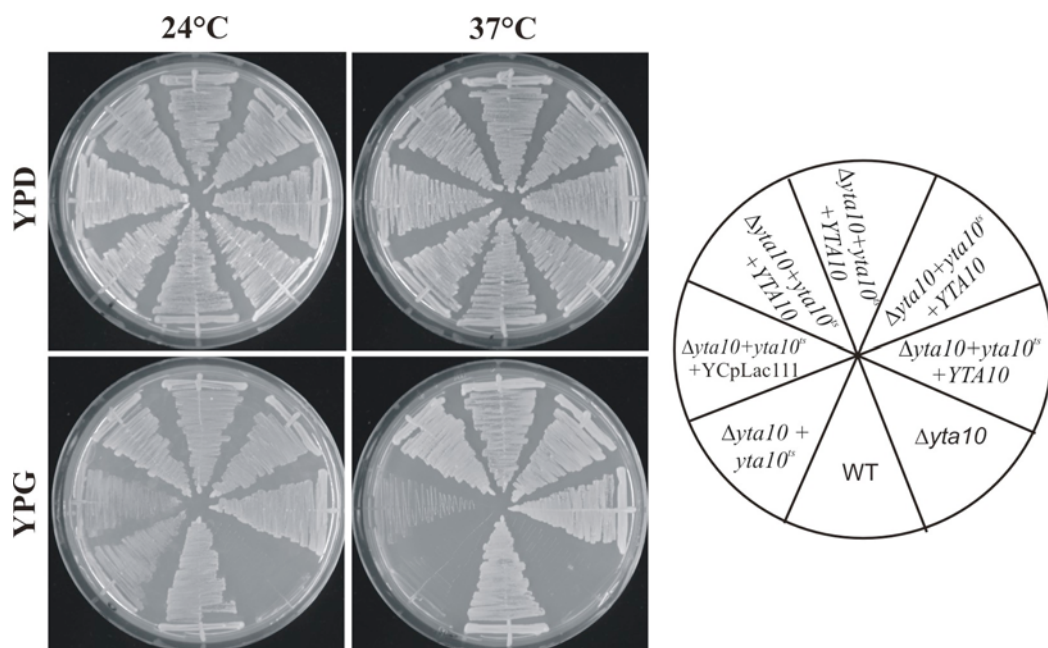 24°C
37°C
YPD
YPG
Δyta10+yta10ts
+YTA10
Δyta10+yta10ts
+YTA10
Δyta10+yta10ts
+YTA10
Δyta10+yta10ts
+YCpLac111
Δyta10+yta10ts
+YTA10
Δyta10 +
yta10ts
WT
Δyta10